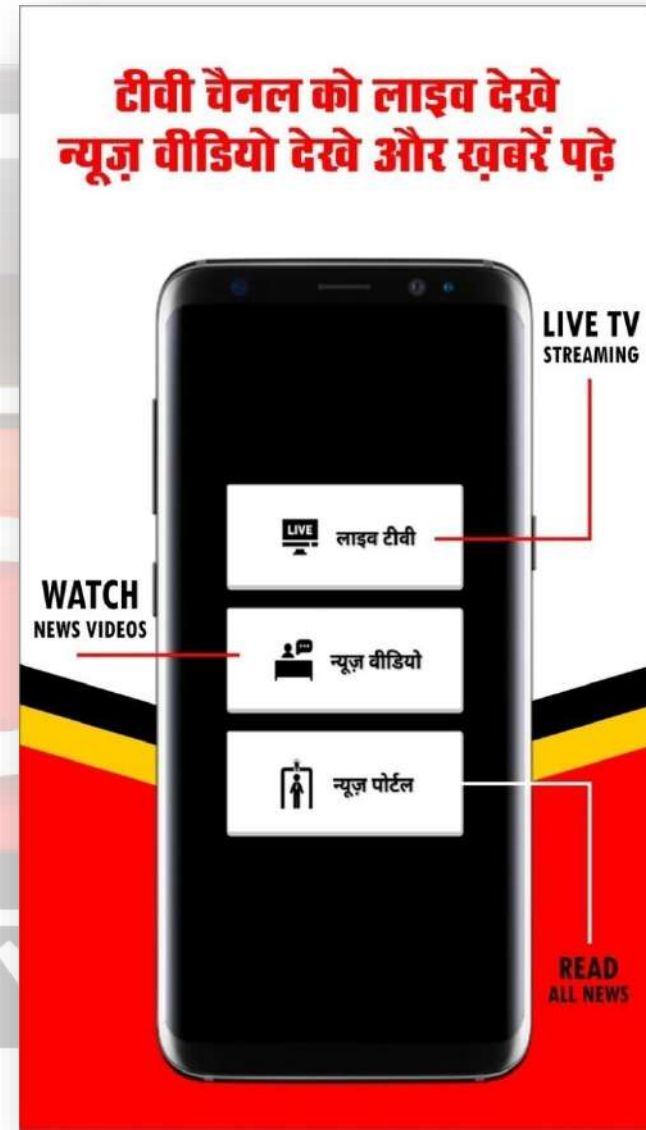 टीवी चैनल को लाइव देखे
न्यूज़ वीडियो देखे और ख़बरें पढ़े
LIVE TV
STREAMING
LIVE
लाइव टीवी
WATCH
NEWS VIDEOS
न्यूज़ वीडियो
न्यूज़ पोर्टल
READ
ALL NEWS